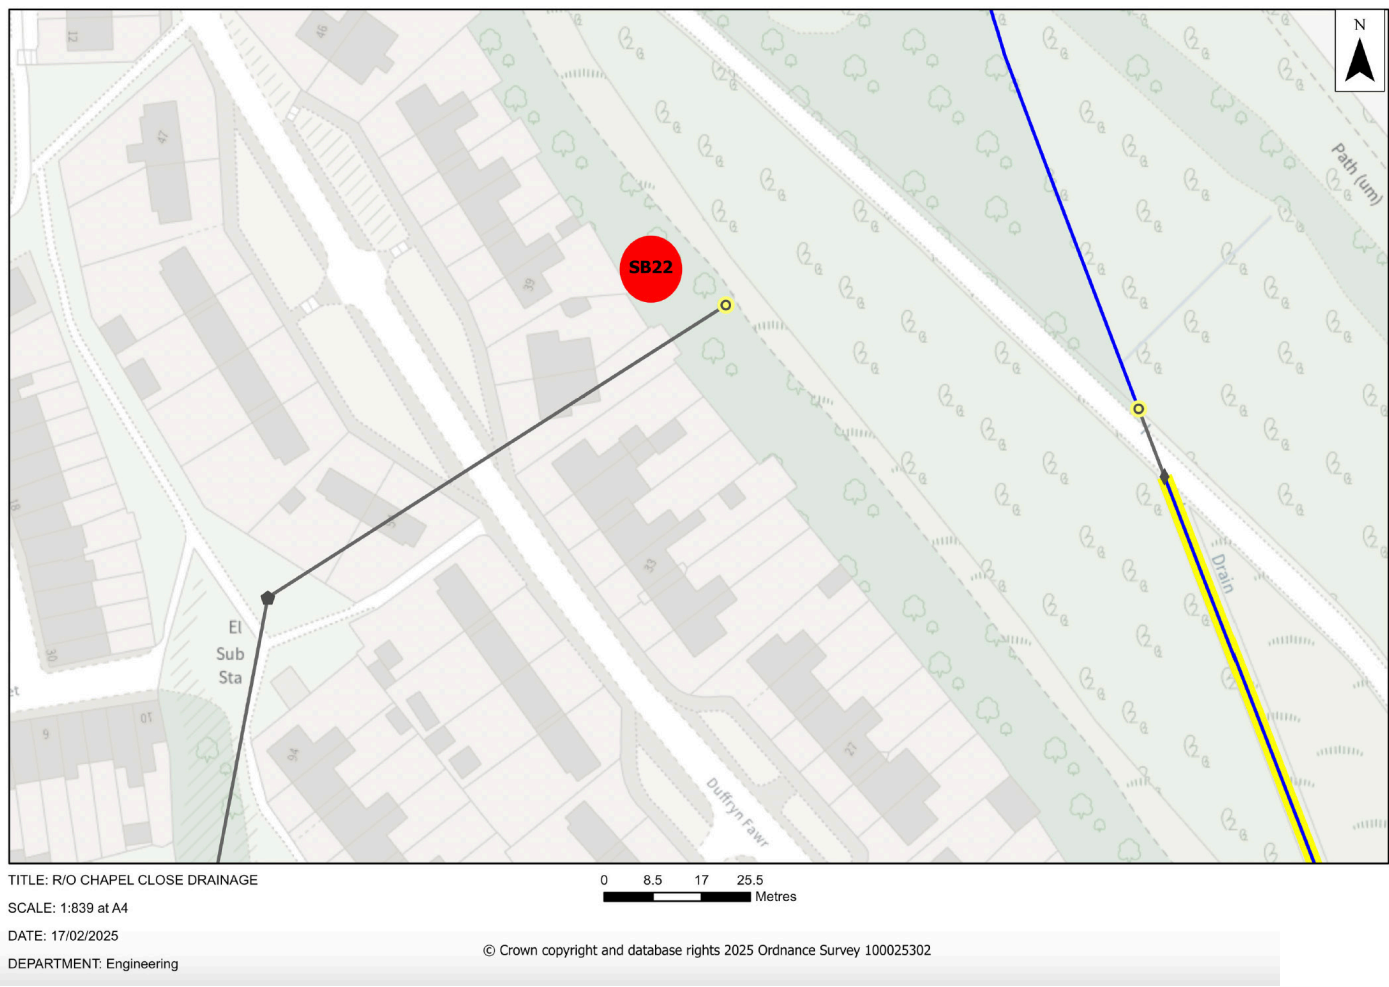 12
46
N
47
Path (um)
SB22
39
33
Drain
18
El
Sub
Sta
30
et
10
9
94
27
Duffryn Fawr
TITLE: R/O CHAPEL CLOSE DRAINAGE
0 8.5 17 25.5
Metres
SCALE: 1:839 at A4
DATE: 17/02/2025
© Crown copyright and database rights 2025 Ordnance Survey 100025302
DEPARTMENT: Engineering